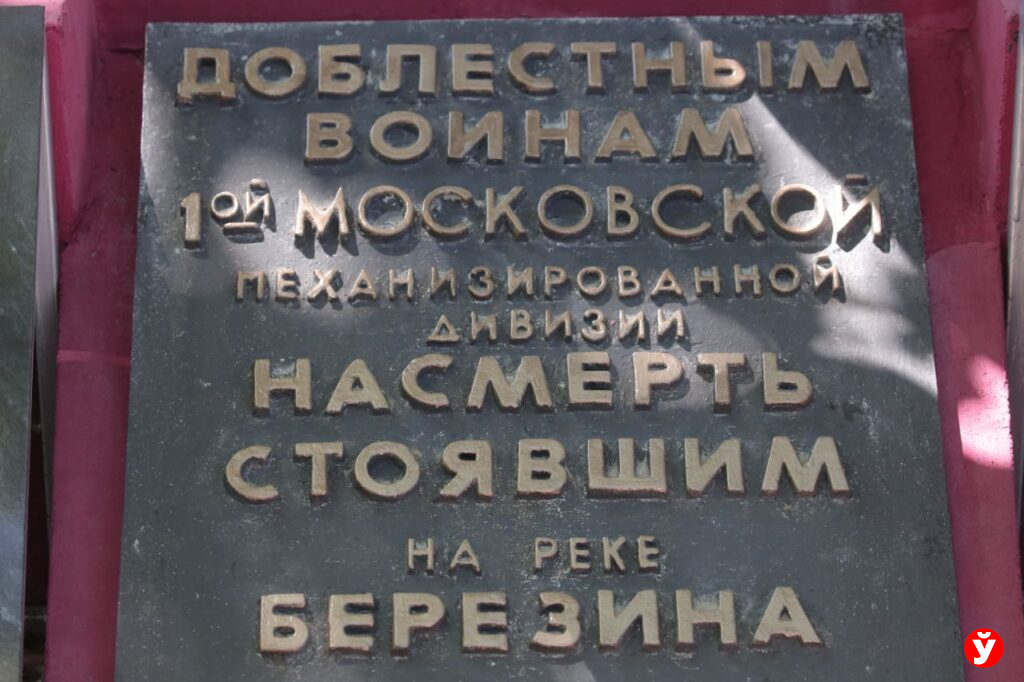 ДОБЛЕСТНЫМ
ВОИНАМ
1ОЙ МОСКОВСКОЙ
МЕХАНИЗИРОВАННОЙ
ДИВИЗИИ
НАСМЕРТЬ
СТОЯВШИМ
НА РЕКЕ
БЕРЕЗИНА
Ў